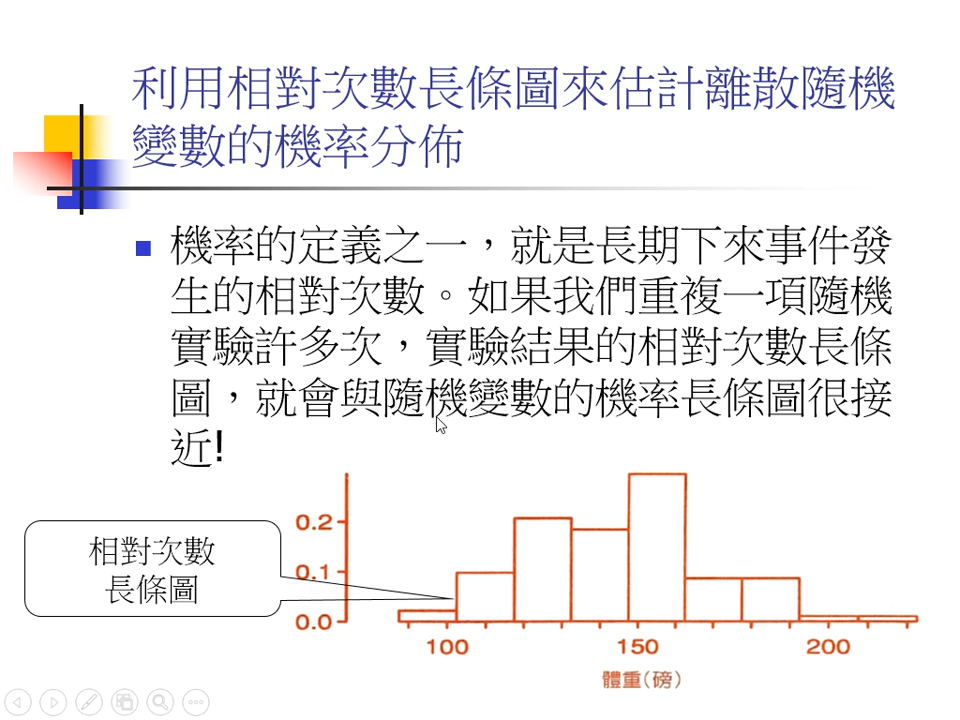 利用相對次數長條圖來估計離散隨機
變數的機率分佈
機率的定義之一，就是長期下來事件發
生的相對次數。如果我們重複一項隨機
實驗許多次，實驗結果的相對次數長條
圖，就會與隨機變數的機率長條圖很接
近!
相對次數
長條圖
0.2
0.1
0.0
100 150 200
體重(磅)